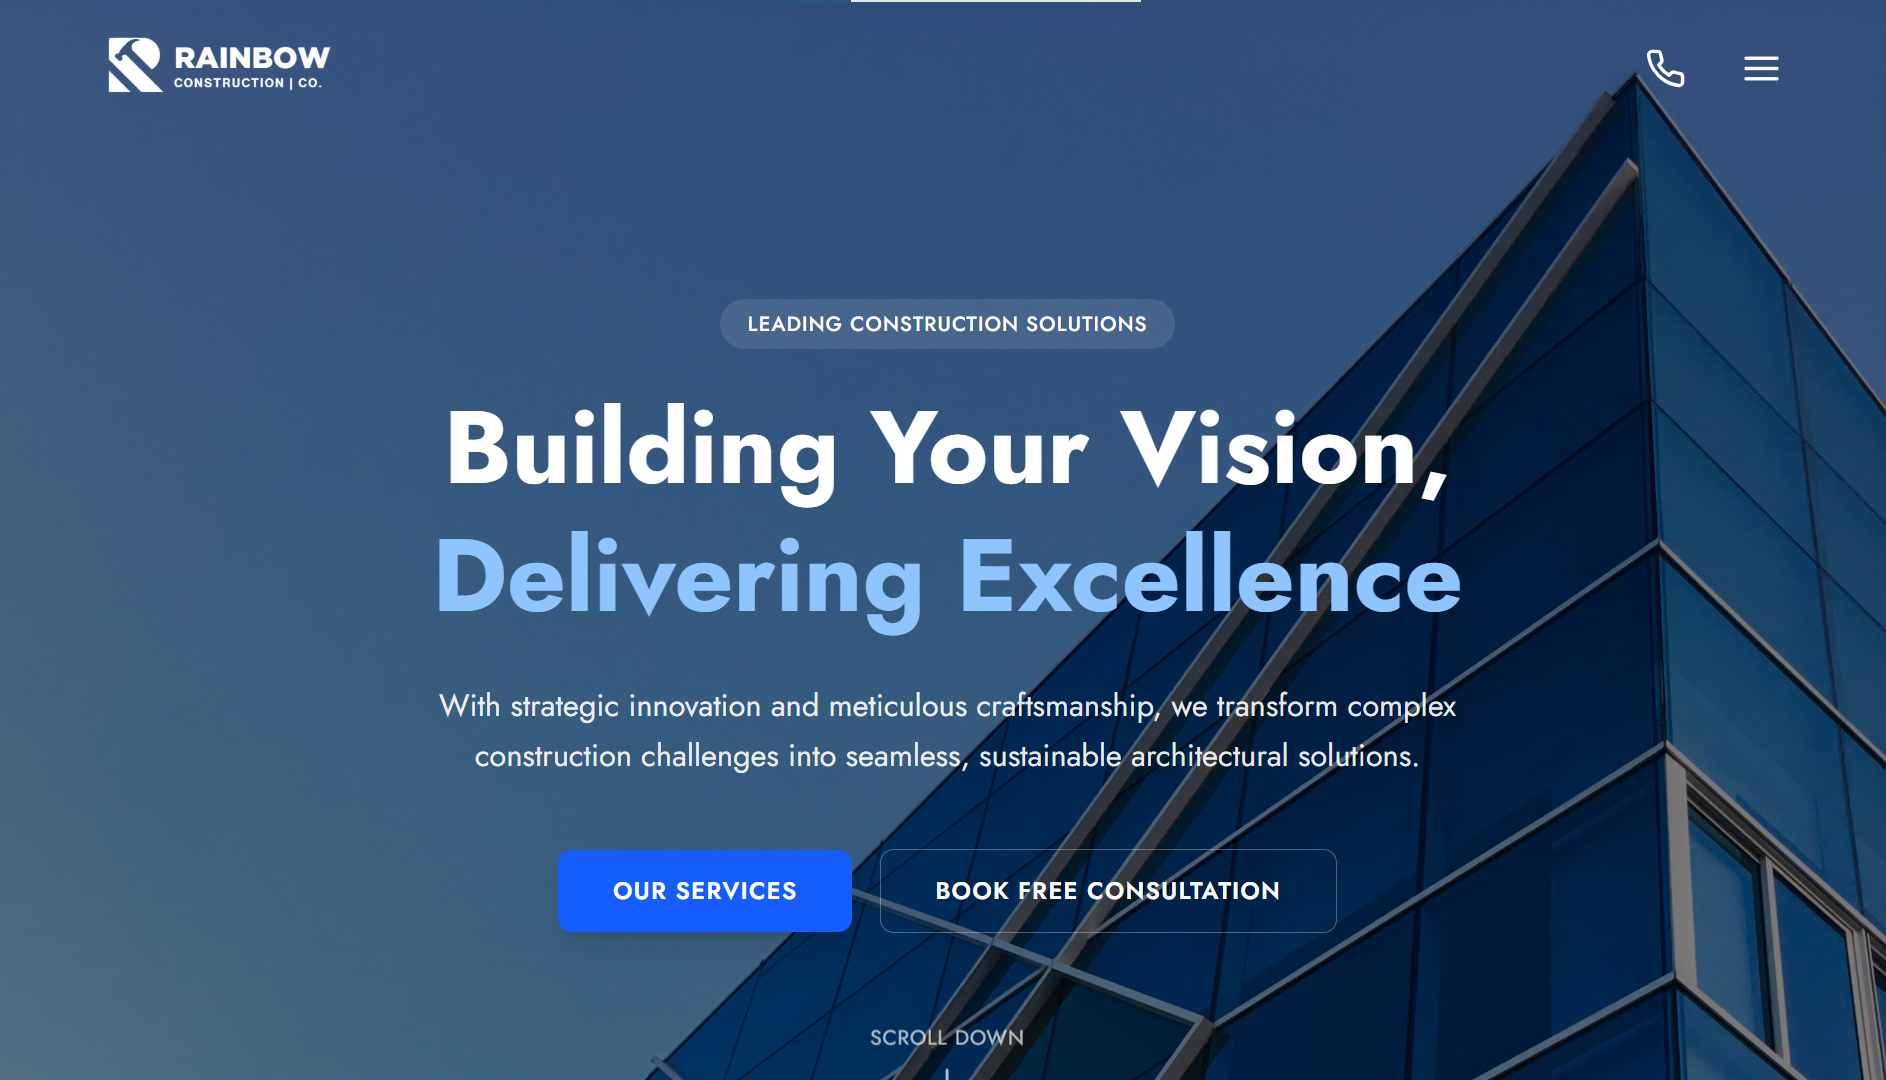 RAINBOW
CONSTRUCTION | CO.
LEADING CONSTRUCTION SOLUTIONS
Building Your Vision,
Delivering Excellence
With strategic innovation and meticulous craftsmanship, we transform complex
construction challenges into seamless, sustainable architectural solutions.
OUR SERVICES
BOOK FREE CONSULTATION
SCROLL DOWN